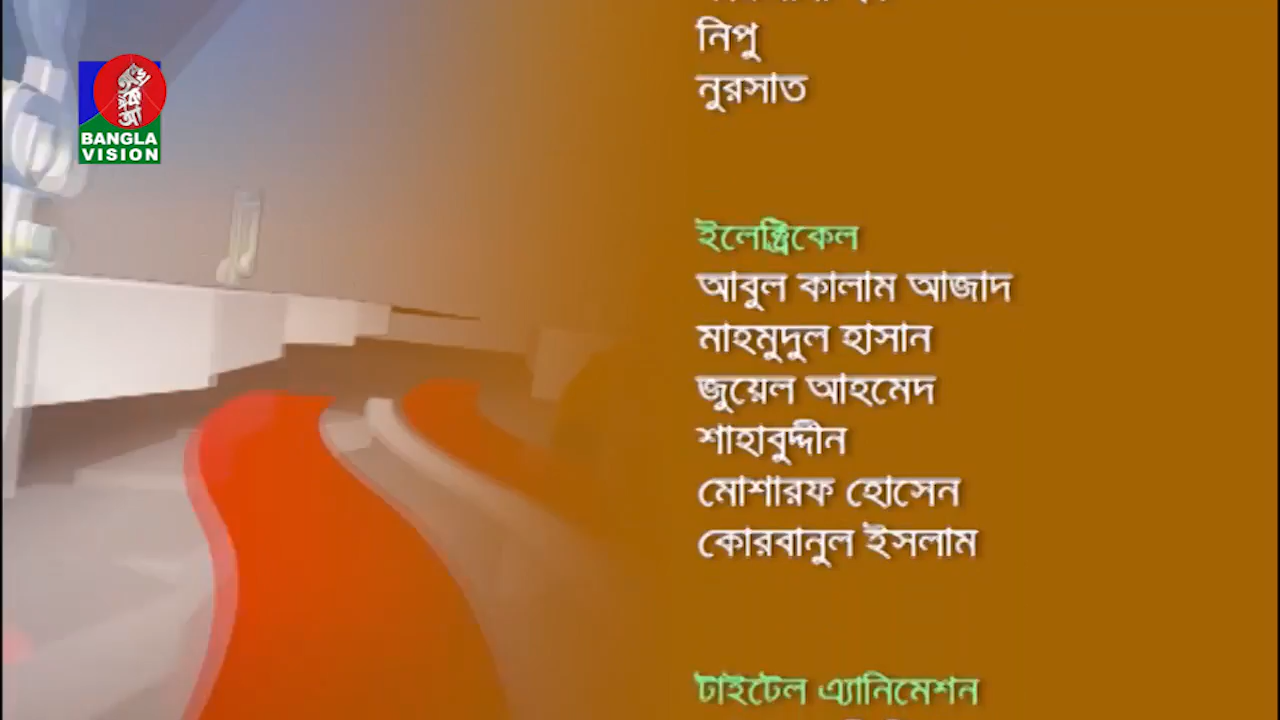 BANGLA
VISION
নিপু
নুরসাত
ইলেক্ট্রিকেল
আবুল কালাম আজাদ
মাহমুদুল হাসান
জুয়েল আহমেদ
শাহাবুদ্দীন
মোশারফ হোসেন
কোরবানুল ইসলাম
টাইটেল এ্যানিমেশন